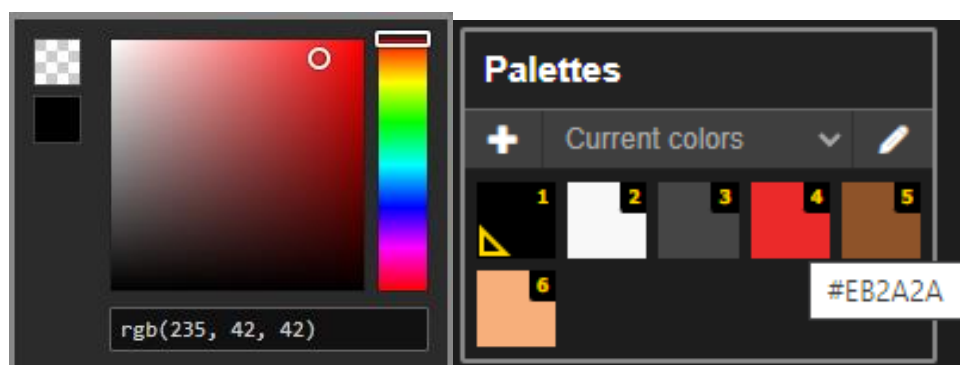 rgb(235, 42, 42)
Palettes
Current colors
1 2 3 4 5
#EB2A2A
6